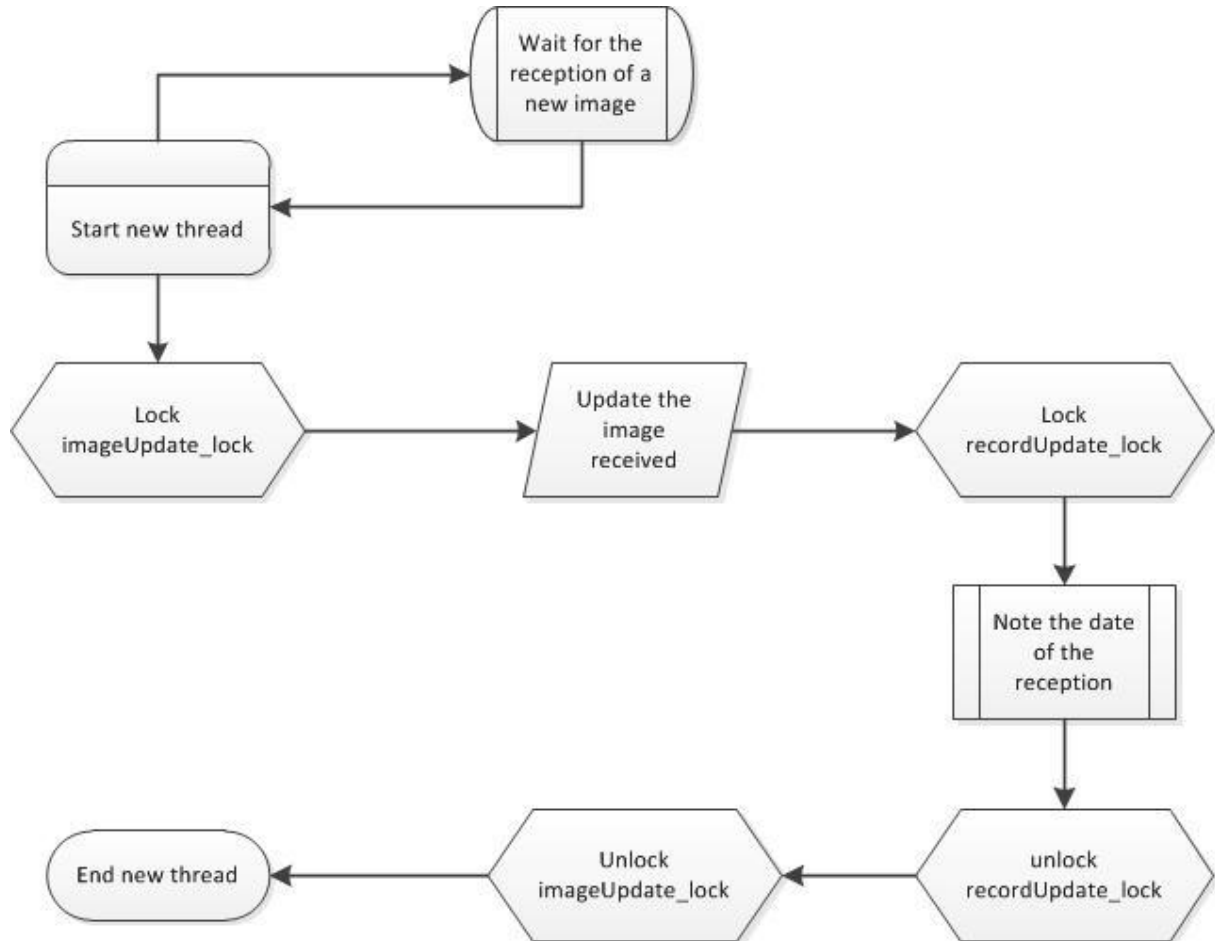 Wait for the
reception of a
new image
Start new thread
Lock
imageUpdate_lock
Update the
image
received
Lock
recordUpdate_lock
Note the date
of the
reception
End new thread
Unlock
imageUpdate_lock
unlock
recordUpdate_lock